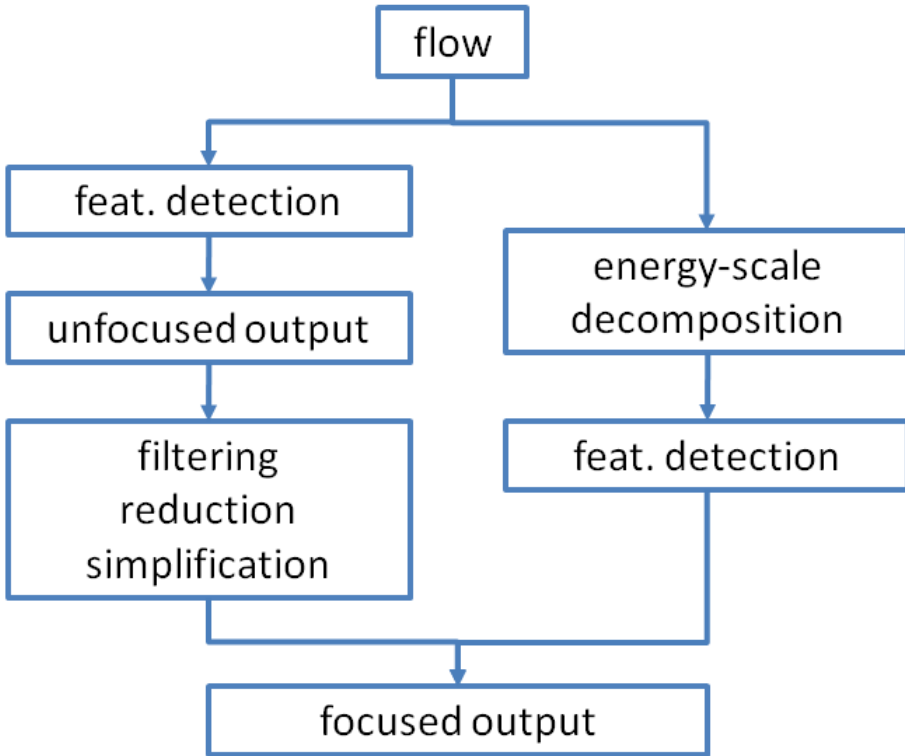 flow
feat. detection
unfocused output
filtering
reduction
simplification
energy-scale
decomposition
feat. detection
focused output